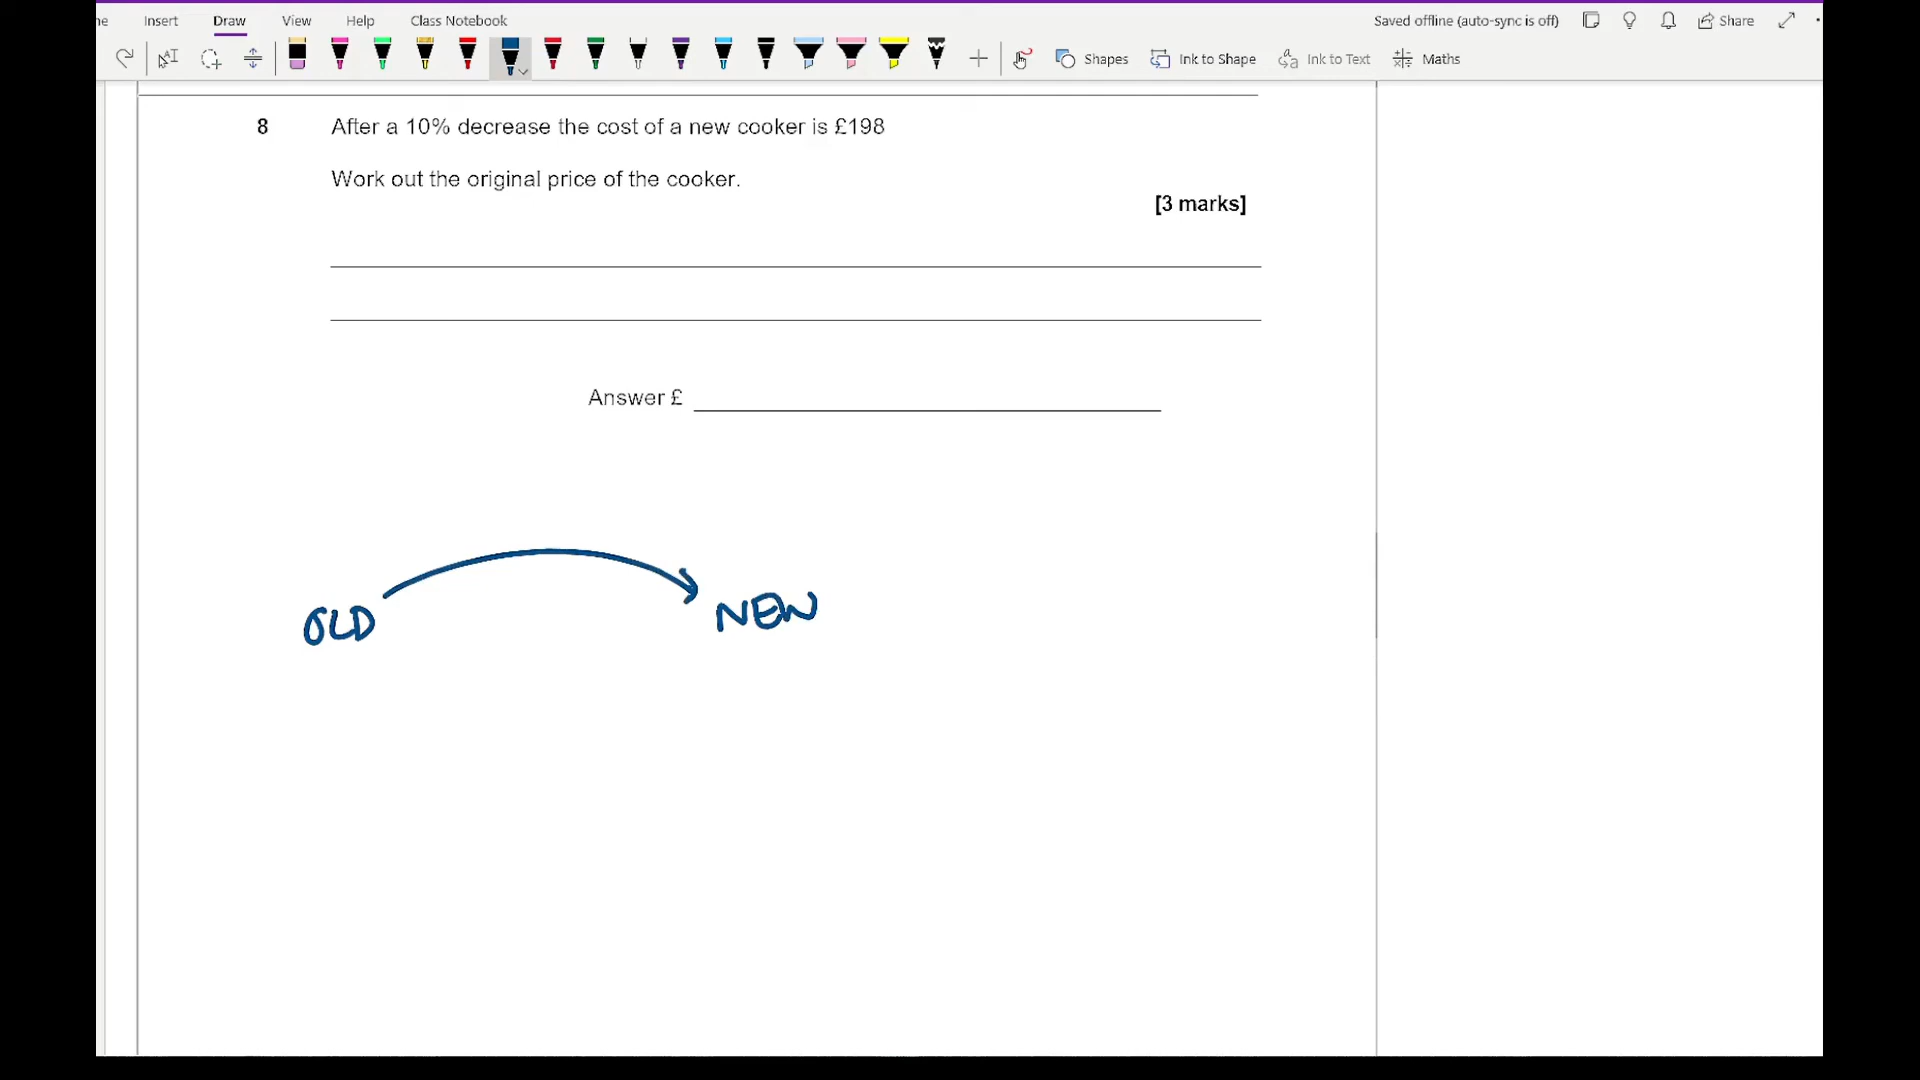 Insert Draw View Help Class Notebook Saved offline (auto-sync is off) Share
Shapes Ink to Shape Ink to Text Maths
8 After a 10% decrease the cost of a new cooker is £198
Work out the original price of the cooker.
[3 marks]
Answer £
OLD NEW